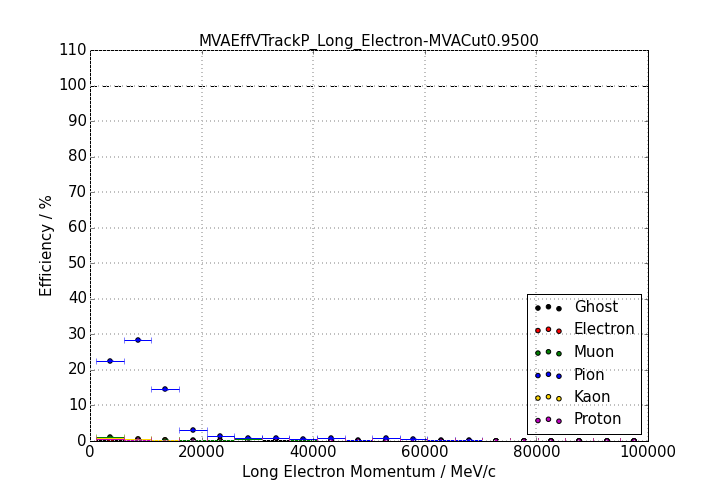 MVAEffVTrackP_Long_Electron-MVACut0.9500
110
100
90
80
70
60
50
40
30
20
10
0
Efficiency / %
Ghost
Electron
Muon
Pion
Kaon
Proton
0 20000 40000 60000 80000 100000
Long Electron Momentum / MeV/c